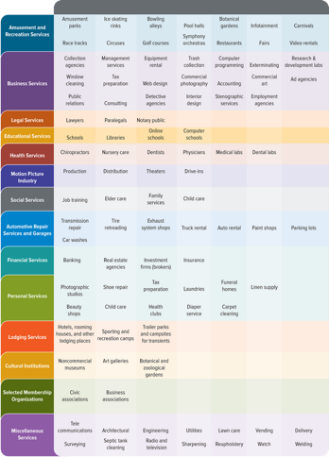 Amusement and
Recreation Services
Amusement
parks
Ice skating
rinks
Bowling
alleys
Pool halls
Botanical
gardens
Infotainment
Carnivals
Race tracks
Circuses
Golf courses
Symphony
orchestras
Restaurants
Fairs
Video rentals
Business Services
Collection
agencies
Management
services
Equipment
rental
Trash
collection
Computer
programming
Exterminating
Research &
development labs
Window
cleaning
Tax
preparation
Web design
Commercial
photography
Accounting
Commercial
art
Ad agencies
Public
relations
Consulting
Detective
agencies
Interior
design
Stenographic
services
Employment
agencies
Legal Services
Lawyers
Paralegals
Notary public
Educational Services
Schools
Libraries
Online
schools
Computer
schools
Health Services
Chiropractors
Nursery care
Dentists
Physicians
Medical labs
Dental labs
Motion Picture
Industry
Production
Distribution
Theaters
Drive-ins
Social Services
Job training
Elder care
Family
services
Child care
Automotive Repair
Services and Garages
Transmission
repair
Tire
retreading
Exhaust
system shops
Truck rental
Auto rental
Paint shops
Parking lots
Car washes
Financial Services
Banking
Real estate
agencies
Investment
firms (brokers)
Insurance
Personal Services
Photographic
studios
Shoe repair
Tax
preparation
Laundries
Funeral
homes
Linen supply
Beauty
shops
Child care
Health
clubs
Diaper
service
Carpet
cleaning
Lodging Services
Hotels, rooming
houses, and other
lodging places
Sporting and
recreation camps
Trailer parks
and campsites
for transients
Cultural Institutions
Noncommercial
museums
Art galleries
Botanical and
zoological
gardens
Selected Membership
Organizations
Civic
associations
Business
associations
Miscellaneous
Services
Tele
communications
Architectural
Engineering
Utilities
Lawn care
Vending
Delivery
Surveying
Septic tank
cleaning
Radio and
television
Sharpening
Reupholstery
Watch
Welding